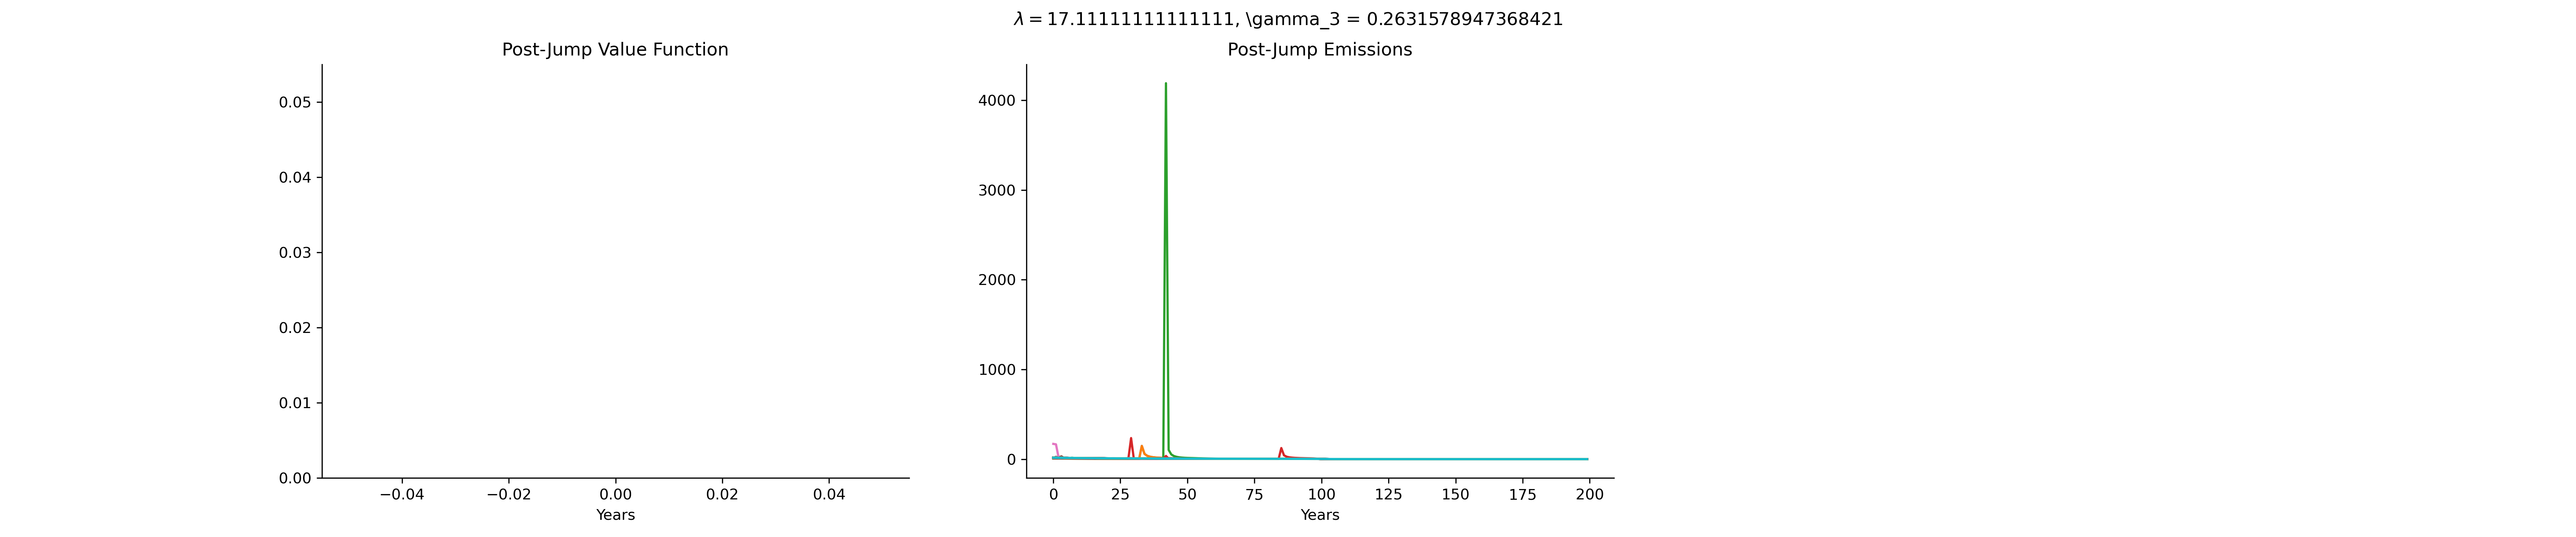 λ = 17.11111111111111, \gamma_3 = 0.2631578947368421
Post-Jump Value Function
0.05
0.04
0.03
0.02
0.01
0.00
−0.04 −0.02 0.00 0.02 0.04
Years
Post-Jump Emissions
4000
3000
2000
1000
0
0 25 50 75 100 125 150 175 200
Years